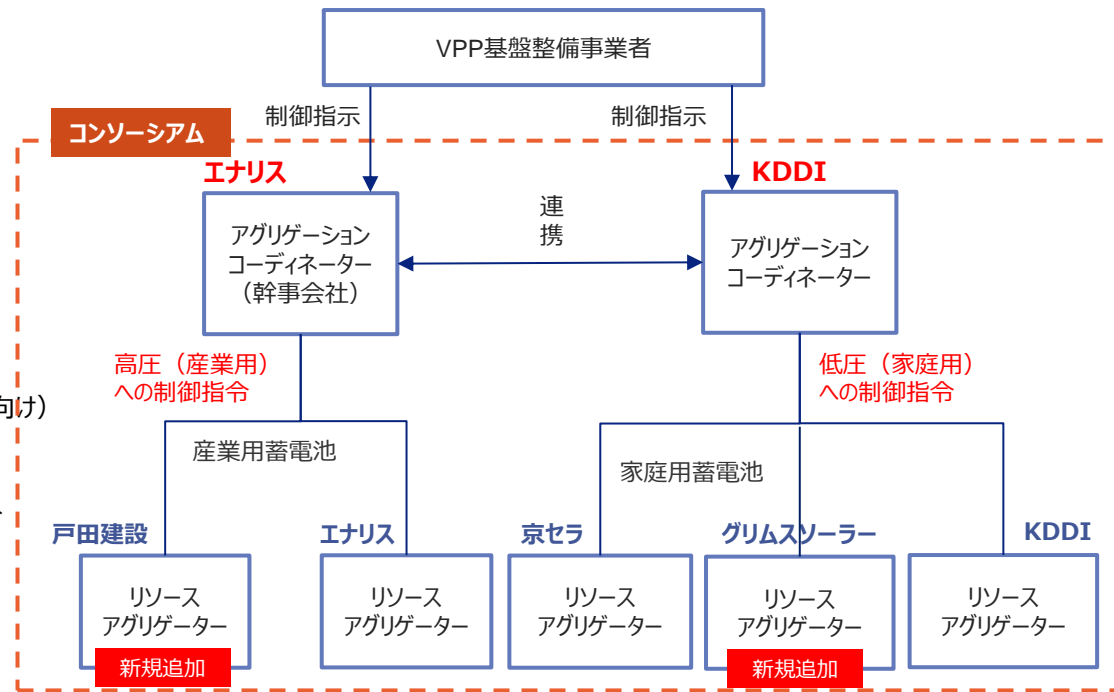 VPP基盤整備事業者
制御指示
制御指示
コンソーシアム
エナリス
KDDI
アグリゲーション
コーディネーター
（幹事会社）
連
携
アグリゲーション
コーディネーター
高圧（産業用）
への制御指令
低圧（家庭用）
への制御指令
向け）
産業用蓄電池
家庭用蓄電池
戸田建設
エナリス
京セラ
グリムスソーラー
KDDI
リソース
アグリゲーター
リソース
アグリゲーター
リソース
アグリゲーター
リソース
アグリゲーター
リソース
アグリゲーター
新規追加
新規追加